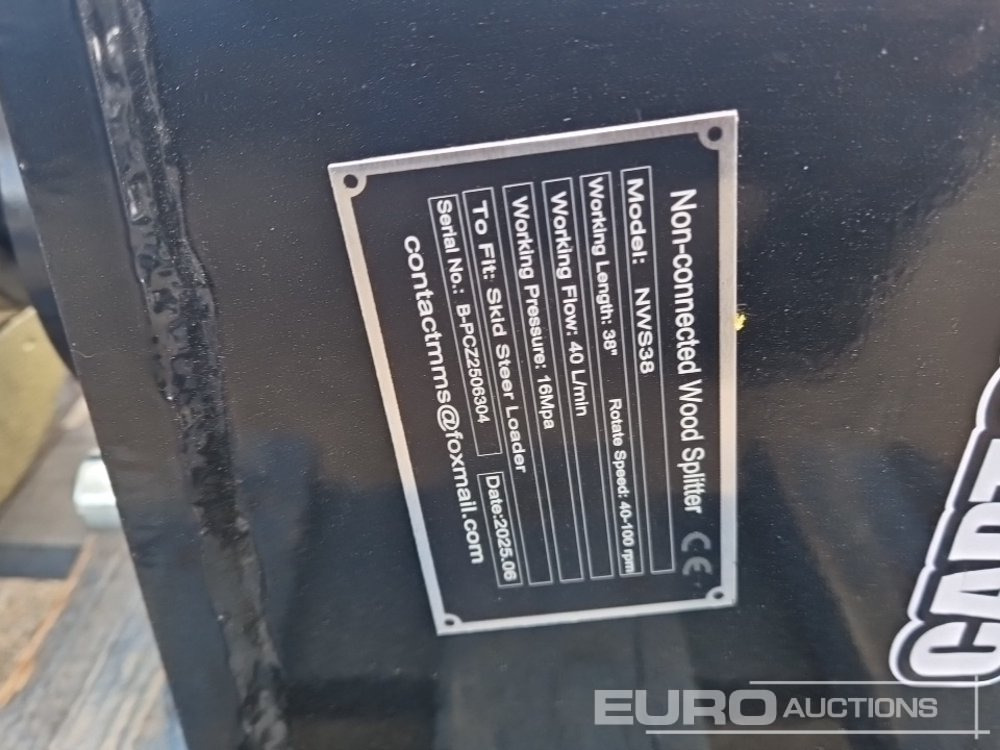 Non-connected Wood Splitter CE
Model: NWS38
Working Length: 38" Rotate Speed: 40-100 rpm
Working Flow: 40 L/min
Working Pressure: 16Mpa
To Fit: Skid Steer Loader
Serial No.: B-PCZ2506304 Date:2025.06
contactmms@foxmail.com
EURO AUCTIONS